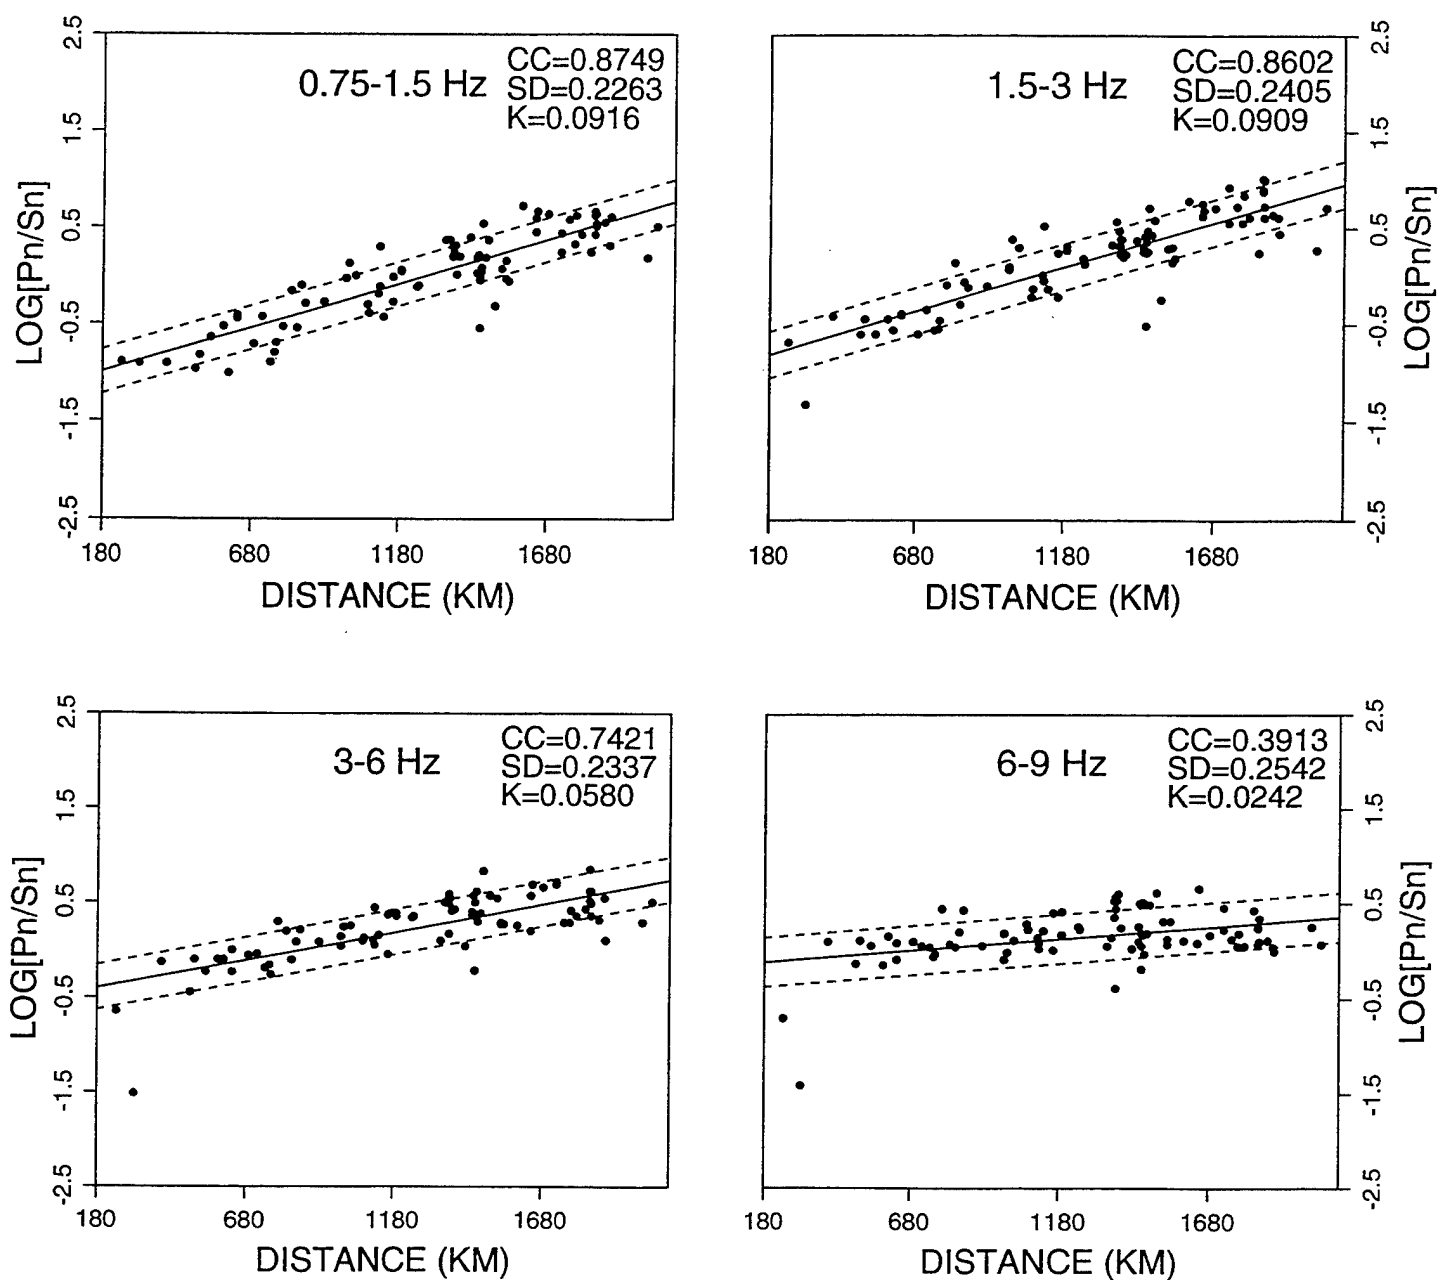 0.75-1.5 Hz
CC=0.8749
SD=0.2263
K=0.0916
LOG[Pn/Sn]
2.5
1.5
0.5
-0.5
-1.5
-2.5
180 680 1180 1680
DISTANCE (KM)
1.5-3 Hz
CC=0.8602
SD=0.2405
K=0.0909
2.5
1.5
0.5
-0.5
-1.5
-2.5
LOG[Pn/Sn]
180 680 1180 1680
DISTANCE (KM)
3-6 Hz
CC=0.7421
SD=0.2337
K=0.0580
LOG[Pn/Sn]
2.5
1.5
0.5
-0.5
-1.5
-2.5
180 680 1180 1680
DISTANCE (KM)
6-9 Hz
CC=0.3913
SD=0.2542
K=0.0242
2.5
1.5
0.5
-0.5
-1.5
-2.5
LOG[Pn/Sn]
180 680 1180 1680
DISTANCE (KM)